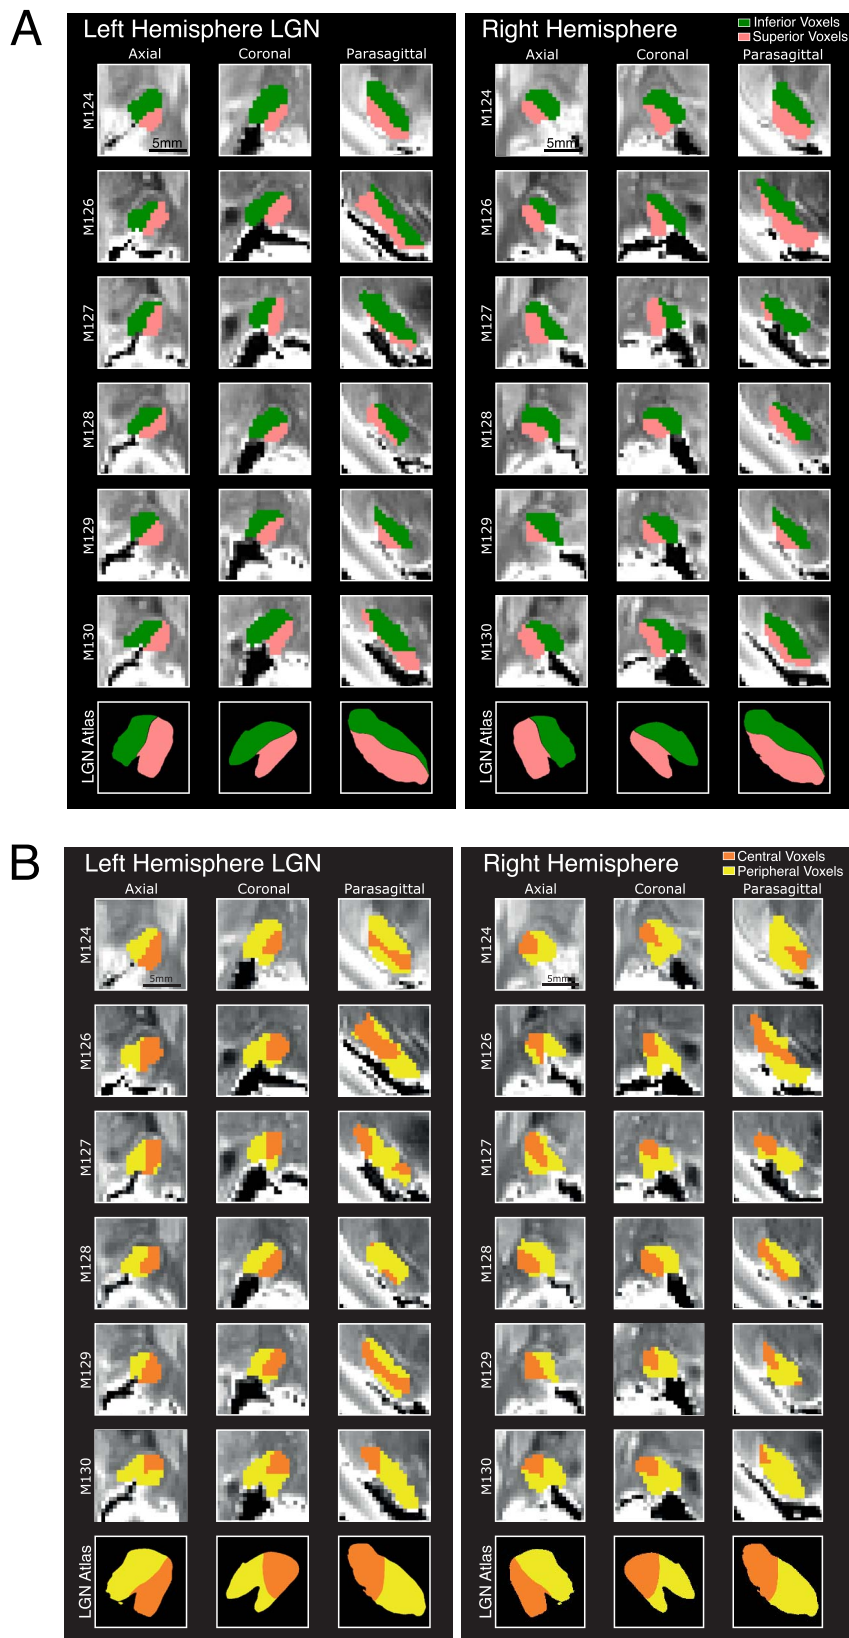 A
Left Hemisphere LGN
Right Hemisphere
Inferior Voxels
Superior Voxels
Axial Coronal Parasagittal Axial Coronal Parasagittal
M124 5mm M124 5mm
M126 M126
M127 M127
M128 M128
M129 M129
M130 M130
LGN Atlas LGN Atlas
B
Left Hemisphere LGN
Right Hemisphere
Central Voxels
Peripheral Voxels
Axial Coronal Parasagittal Axial Coronal Parasagittal
M124 5mm M124 5mm
M126 M126
M127 M127
M128 M128
M129 M129
M130 M130
LGN Atlas LGN Atlas